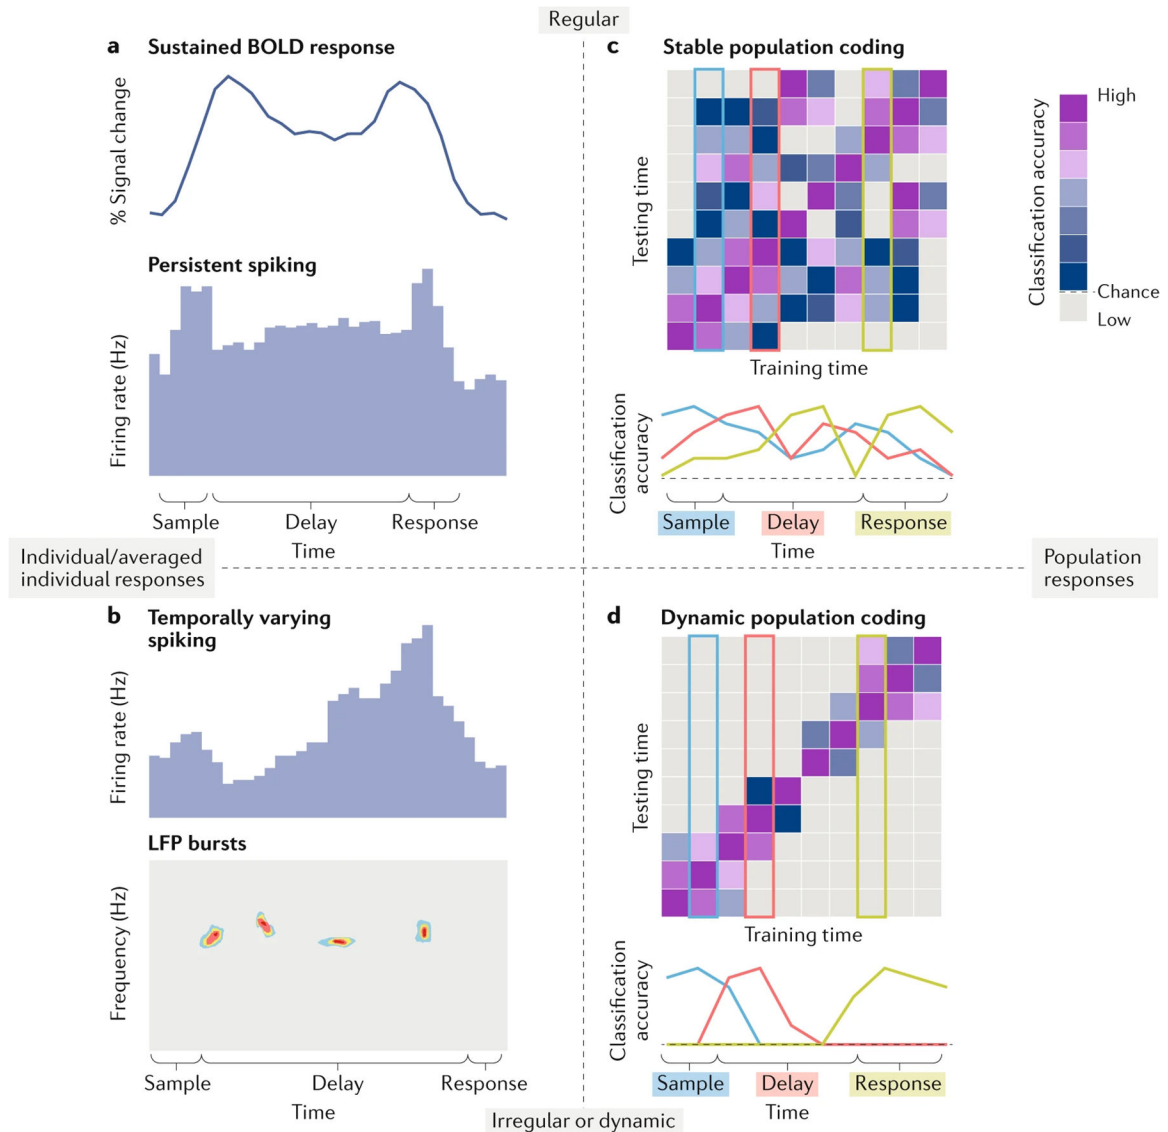 Regular
a Sustained BOLD response
% Signal change
Persistent spiking
Firing rate (Hz)
Sample
Delay
Response
Time
c Stable population coding
Testing time
Training time
Classification accuracy
High
Chance
Low
Classification
accuracy
Sample
Delay
Response
Time
Individual/averaged
individual responses
Population
responses
b Temporally varying
spiking
Firing rate (Hz)
LFP bursts
Frequency (Hz)
Sample
Delay
Response
Time
d Dynamic population coding
Testing time
Training time
Classification
accuracy
Sample
Delay
Response
Time
Irregular or dynamic